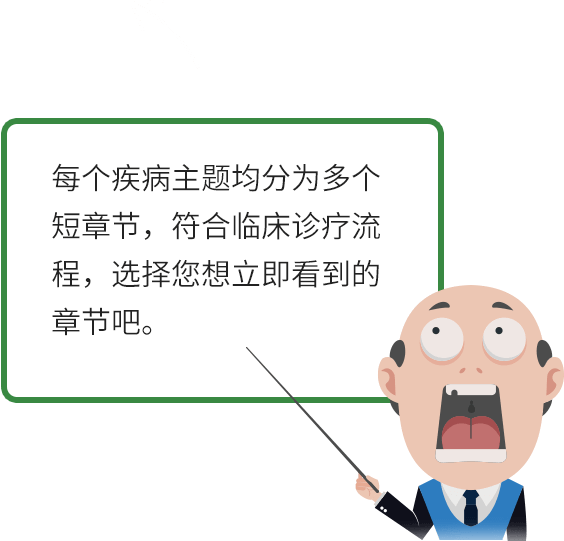 每个疾病主题均分为多个
短章节，符合临床诊疗流
程，选择您想立即看到的
章节吧。